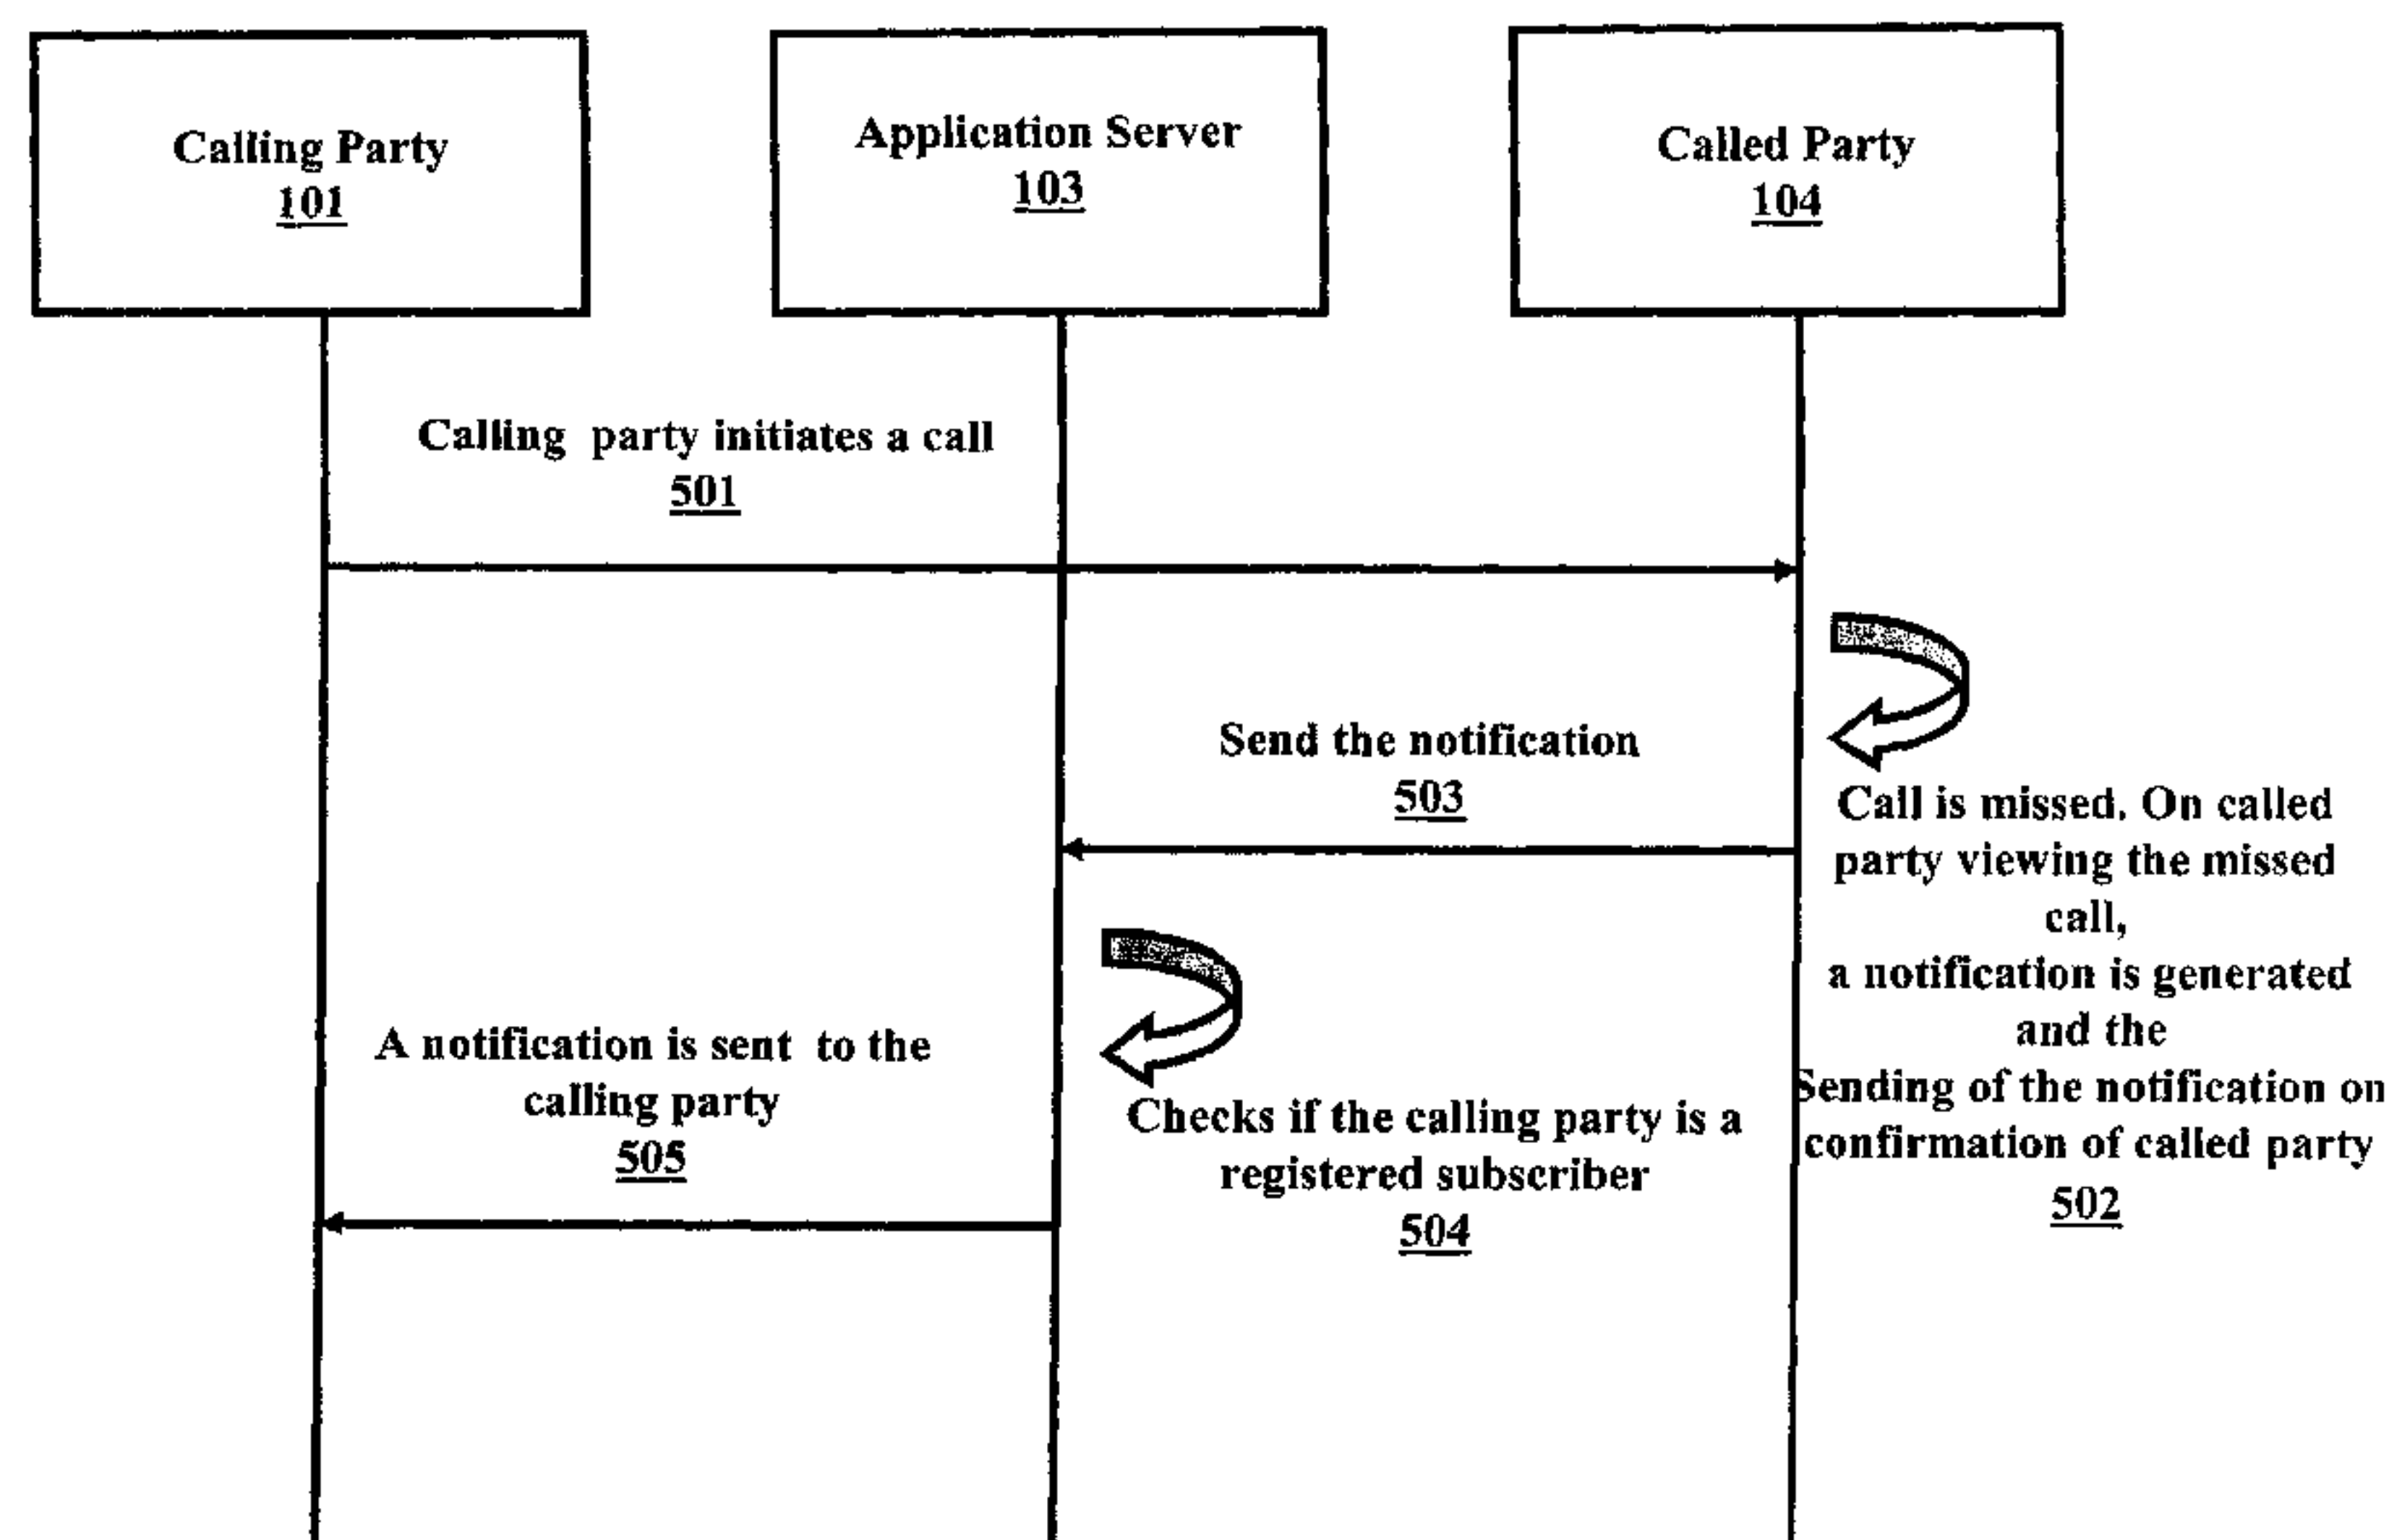 Calling Party
101
Application Server
103
Called Party
104
Calling party initiates a call
501
Send the notification
503
Call is missed. On called
party viewing the missed
call,
a notification is generated
and the
Sending of the notification on
confirmation of called party
502
Checks if the calling party is a
registered subscriber
504
A notification is sent to the
calling party
505